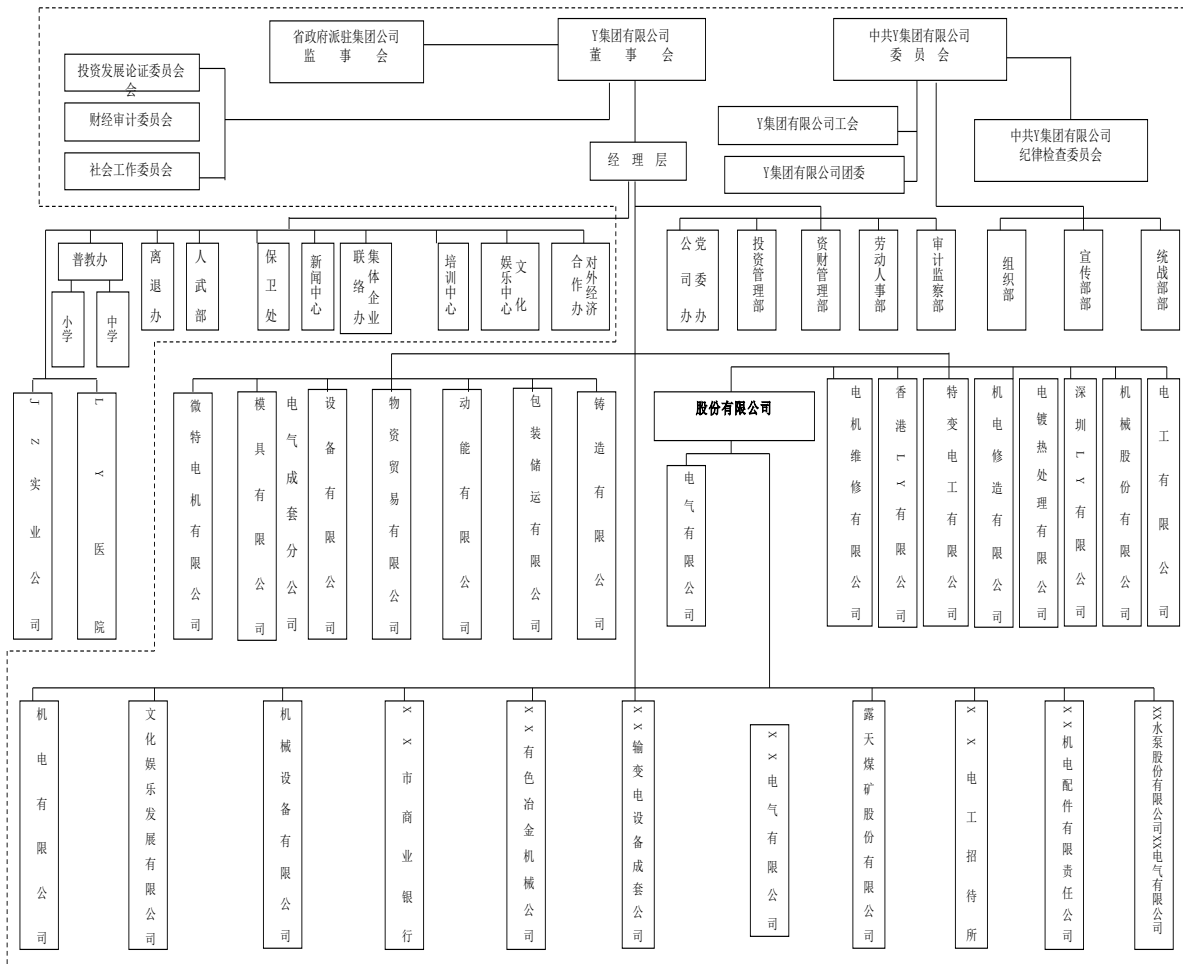 省政府派驻集团公司
监事会
Y集团有限公司
董事会
中共Y集团有限公司
委员会
投资发展论证委员会
会
财经审计委员会
社会工作委员会
经理层
Y集团有限公司工会
Y集团有限公司团委
中共Y集团有限公司
纪律检查委员会
普教办
小学
中学
离退办
人武部
保卫处
新闻中心
集体企业
联络办
培训中心
文化
娱乐中心
对外经济
合作办
党委办
公司办
投资管理部
资财管理部
劳动人事部
审计监察部
组织部
宣传部部
统战部部
JZ实业公司
LY医院
微特电机有限公司
模具有限公司
电气成套分公司
设备有限公司
物资贸易有限公司
动能有限公司
包装储运有限公司
铸造有限公司
股份有限公司
电气有限公司
电机维修有限公司
香港LY有限公司
特变电工有限公司
机电修造有限公司
电镀热处理有限公司
深圳LY有限公司
机械股份有限公司
电工有限公司
机电有限公司
文化娱乐发展有限公司
机械设备有限公司
XX市商业银行
XX有色冶金机械公司
XX输变电设备成套公司
XX电气有限公司
露天煤矿股份有限公司
XX电工招待所
XX机电配件有限责任公司
XX水泵股份有限公司XX电气有限公司